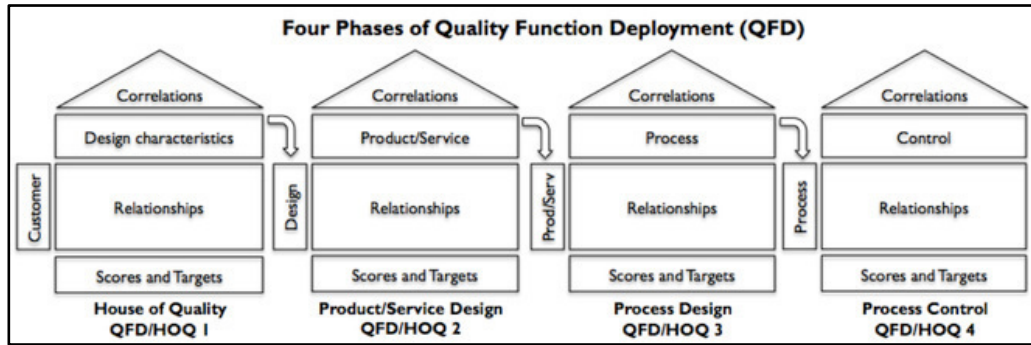 Four Phases of Quality Function Deployment (QFD)
Correlations
Design characteristics
Customer
Relationships
Scores and Targets
House of Quality
QFD/HOQ 1
Correlations
Product/Service
Design
Relationships
Scores and Targets
Product/Service Design
QFD/HOQ 2
Correlations
Process
Prod/Serv
Relationships
Scores and Targets
Process Design
QFD/HOQ 3
Correlations
Control
Process
Relationships
Scores and Targets
Process Control
QFD/HOQ 4